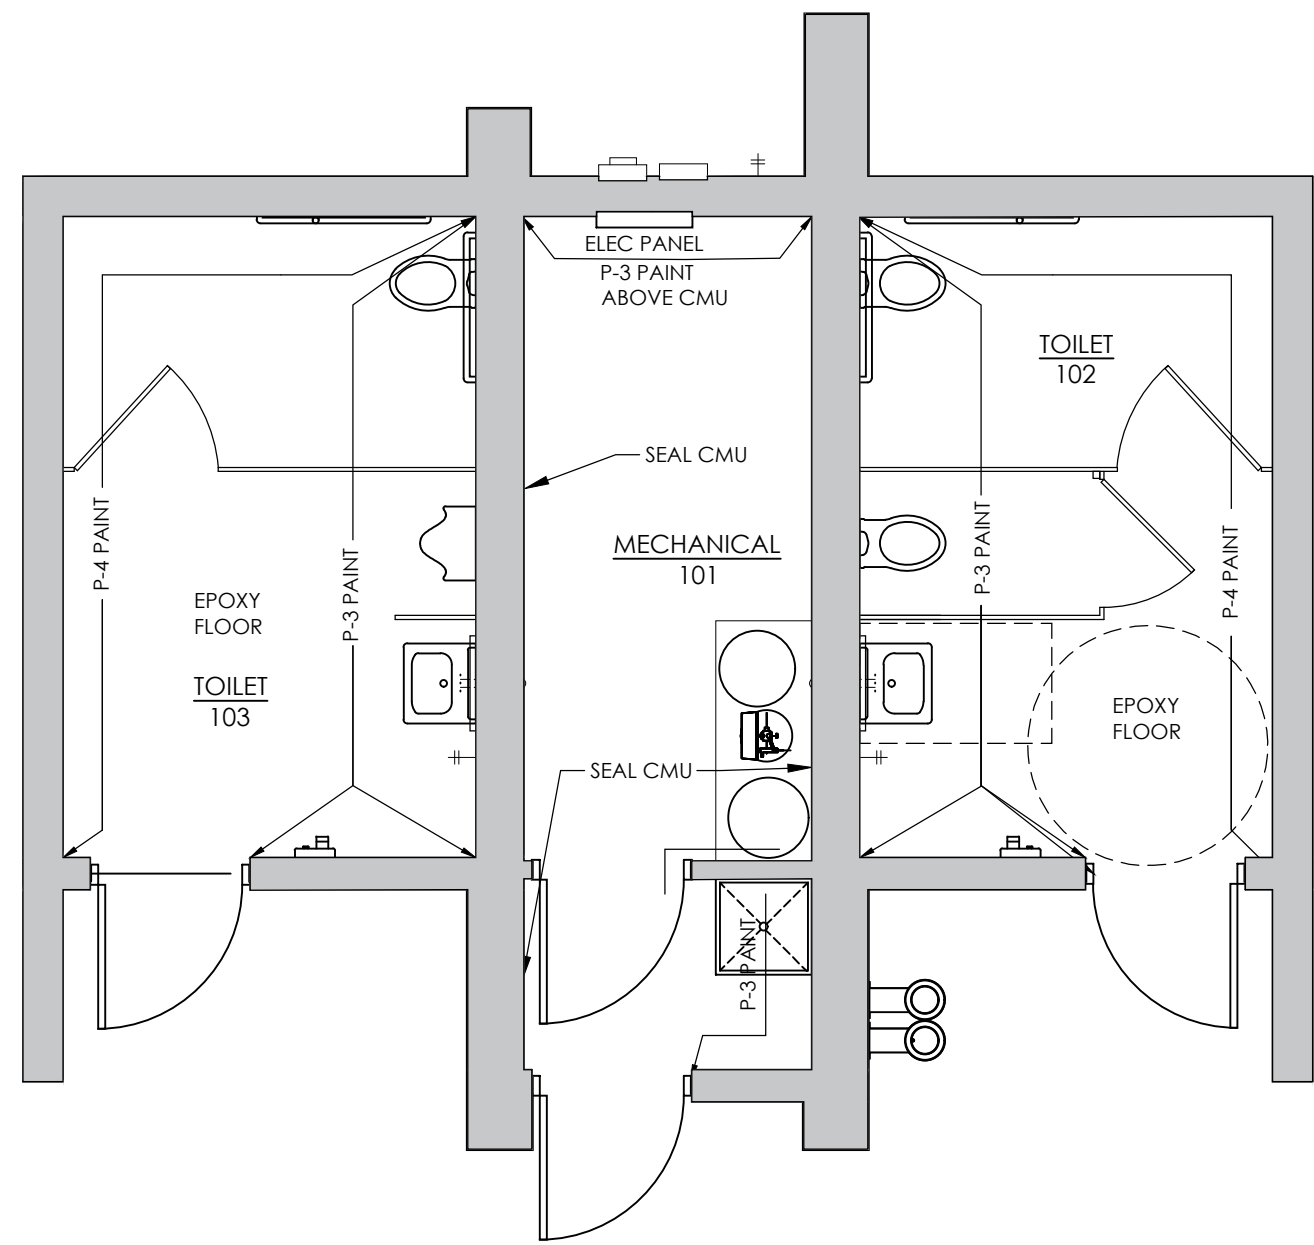 ELEC PANEL
P-3 PAINT
ABOVE CMU
TOILET
102
SEAL CMU
P-4 PAINT
P-3 PAINT
MECHANICAL
101
P-3 PAINT
P-4 PAINT
EPOXY
FLOOR
TOILET
103
EPOXY
FLOOR
SEAL CMU
P-3 PAINT